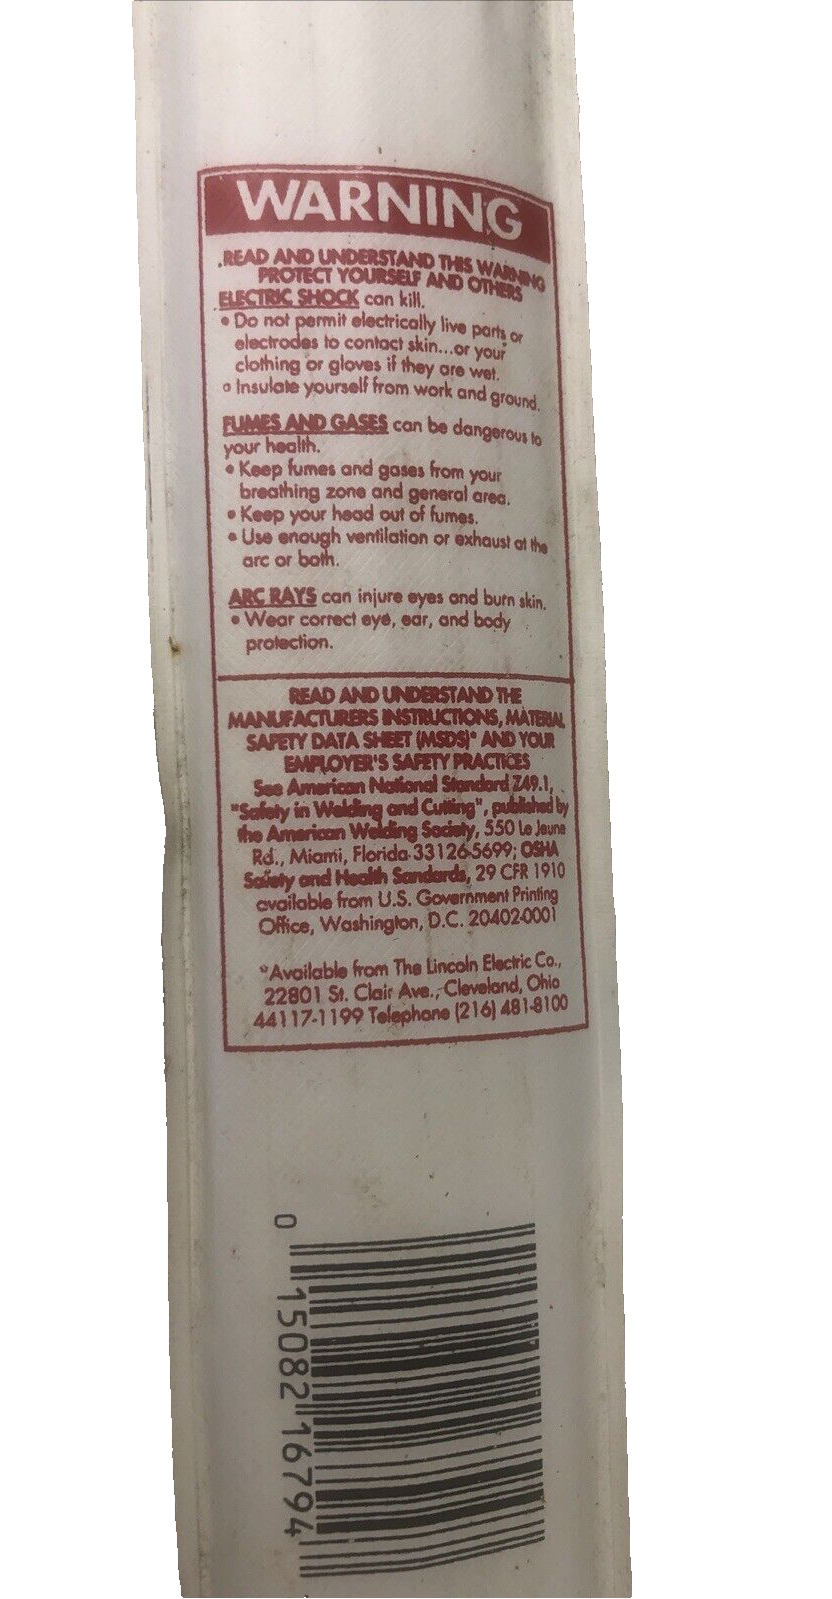 WARNING
READ AND UNDERSTAND THIS WARNING
PROTECT YOURSELF AND OTHERS
ELECTRIC SHOCK can kill.
• Do not permit electrically live parts or
electrodes to contact skin...or your
clothing or gloves if they are wet.
• Insulate yourself from work and ground.
FUMES AND GASES can be dangerous to
your health.
• Keep fumes and gases from your
breathing zone and general area.
• Keep your head out of fumes.
• Use enough ventilation or exhaust at the
arc or both.
ARC RAYS can injure eyes and burn skin.
• Wear correct eye, ear, and body
protection.
READ AND UNDERSTAND THE
MANUFACTURERS INSTRUCTIONS, MATERIAL
SAFETY DATA SHEET (MSDS)* AND YOUR
EMPLOYER'S SAFETY PRACTICES
See American National Standard Z49.1,
"Safety in Welding and Cutting", published by
the American Welding Society, 550 Le Jeune
Rd., Miami, Florida 33126-5699; OSHA
Safety and Health Sandards, 29 CFR 1910
available from U.S. Government Printing
Office, Washington, D.C. 20402-0001
*Available from The Lincoln Electric Co.,
22801 St. Clair Ave., Cleveland, Ohio
44117-1199 Telephone (216) 481-8100
0 15082 16794